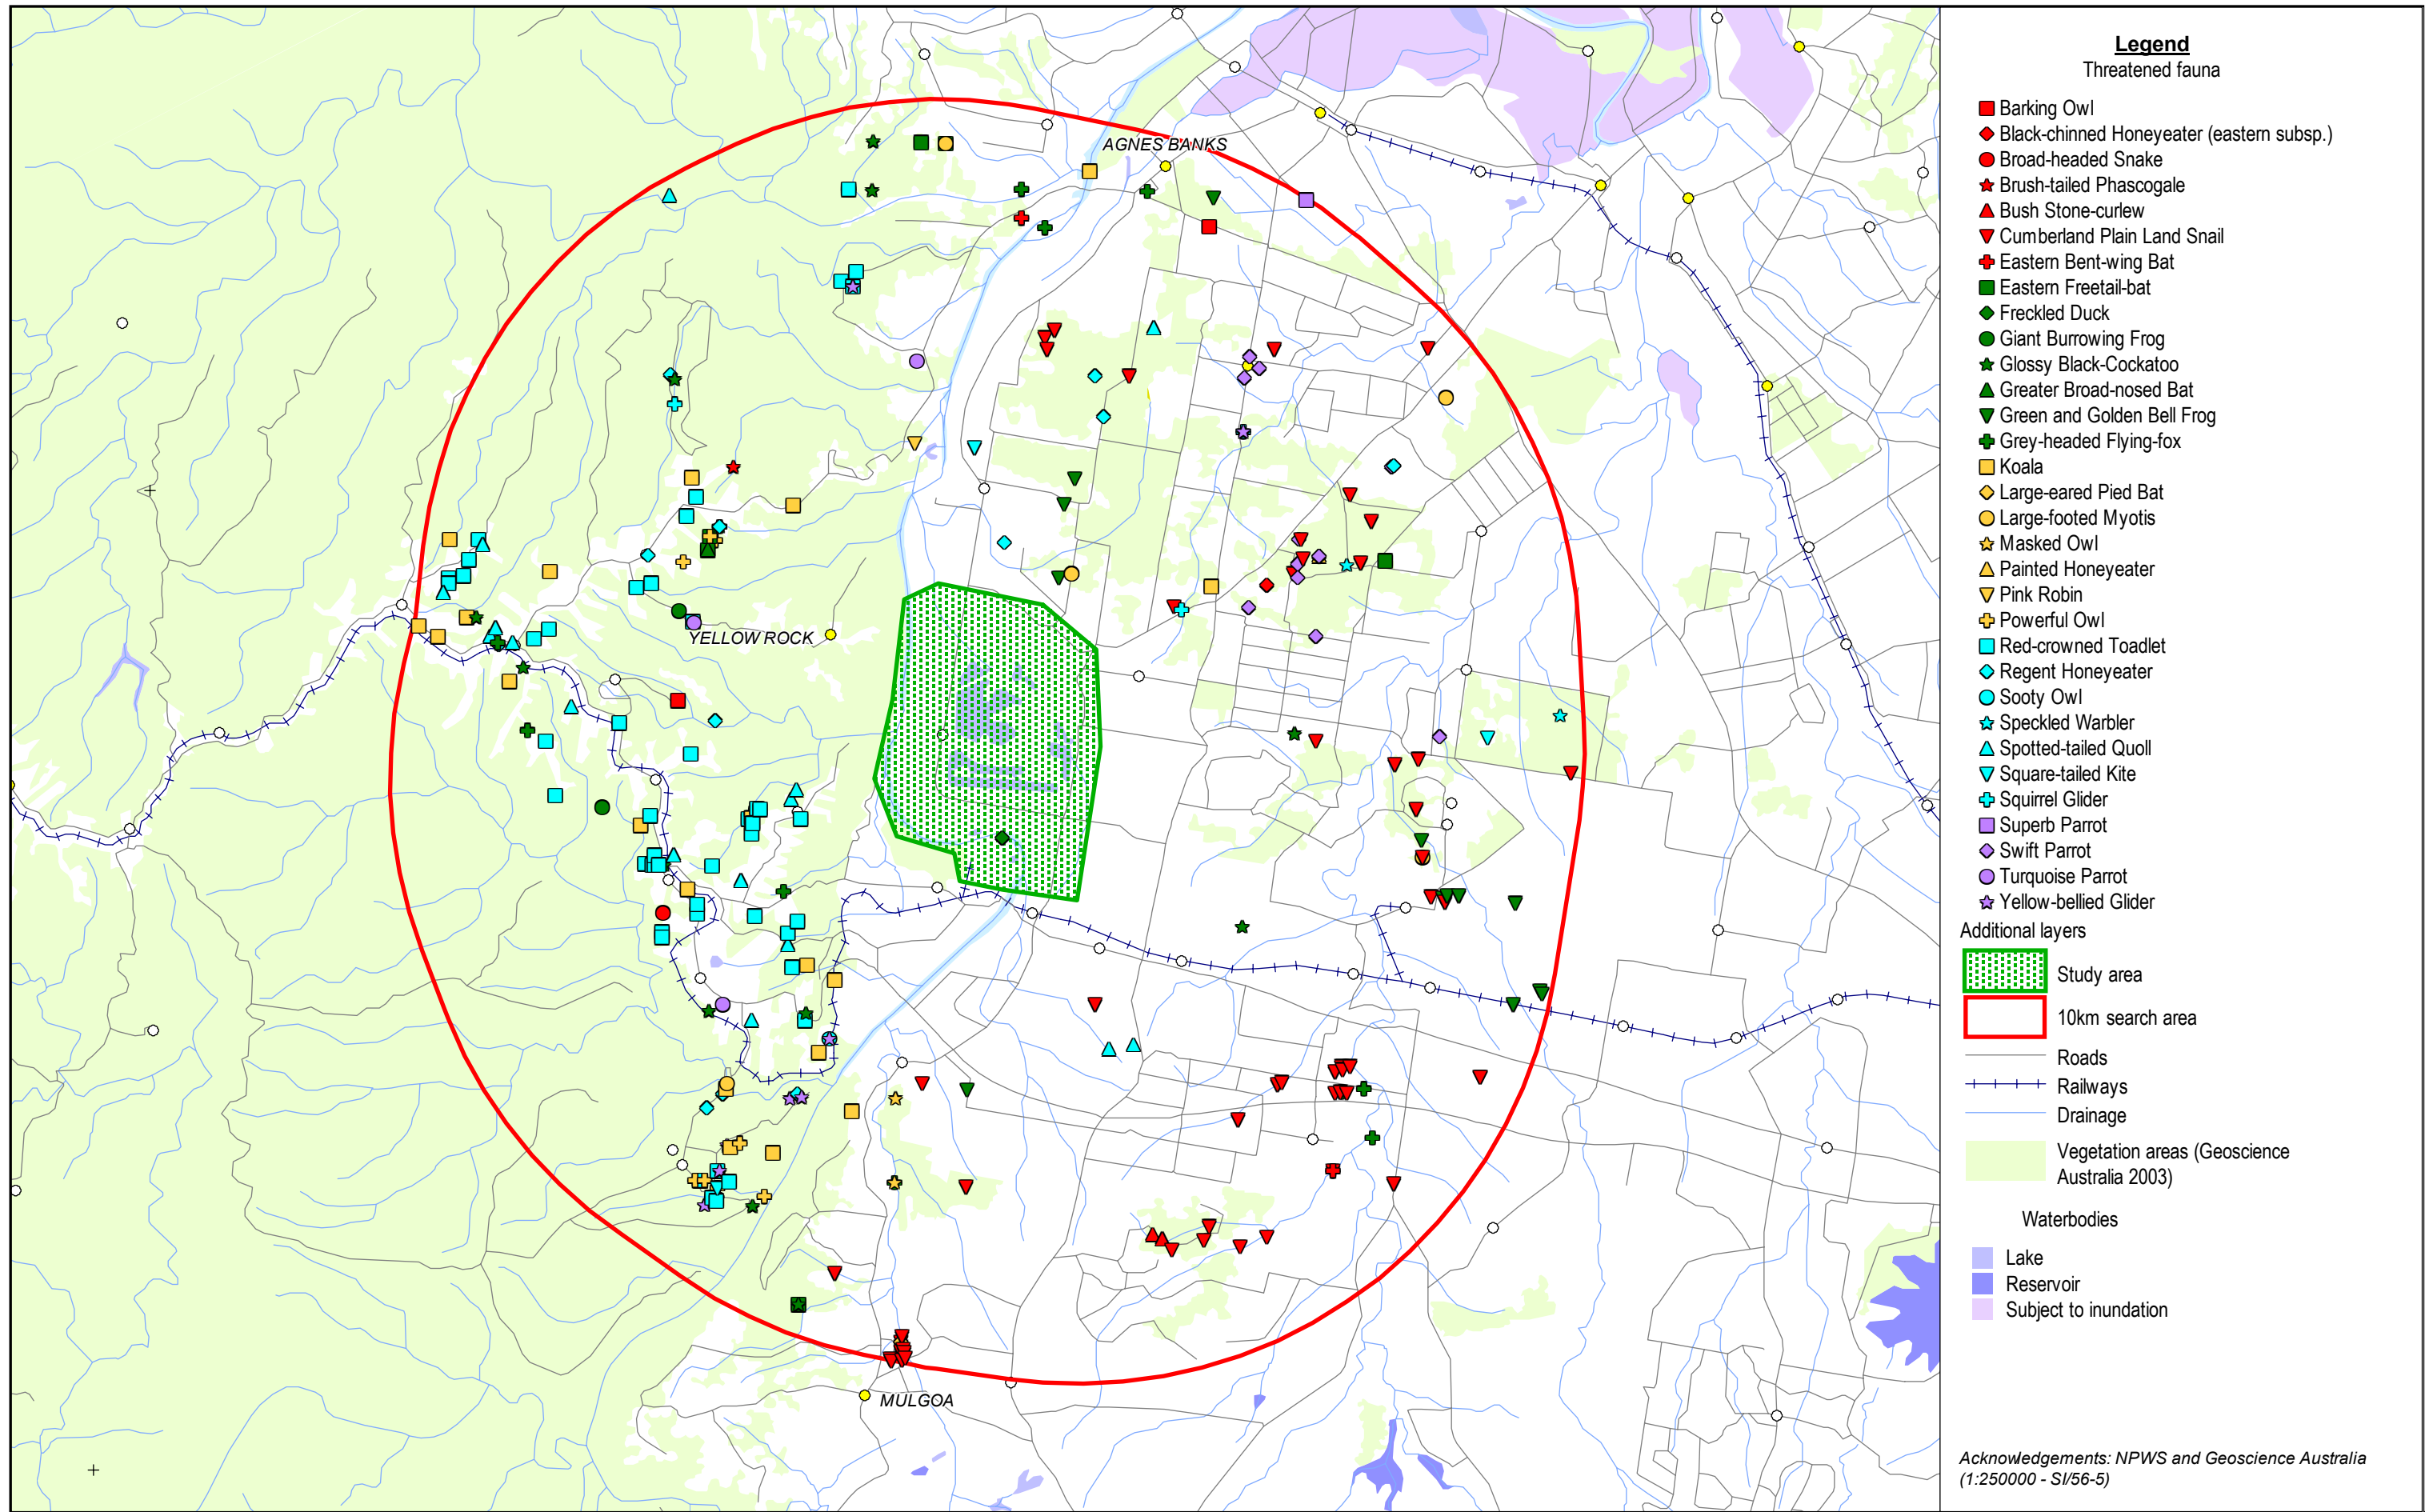 AGNES BANKS
YELLOW ROCK
MULGOA
Legend
Threatened fauna
Barking Owl
Black-chinned Honeyeater (eastern subsp.)
Broad-headed Snake
Brush-tailed Phascogale
Bush Stone-curlew
Cumberland Plain Land Snail
Eastern Bent-wing Bat
Eastern Freetail-bat
Freckled Duck
Giant Burrowing Frog
Glossy Black-Cockatoo
Greater Broad-nosed Bat
Green and Golden Bell Frog
Grey-headed Flying-fox
Koala
Large-eared Pied Bat
Large-footed Myotis
Masked Owl
Painted Honeyeater
Pink Robin
Powerful Owl
Red-crowned Toadlet
Regent Honeyeater
Sooty Owl
Speckled Warbler
Spotted-tailed Quoll
Square-tailed Kite
Squirrel Glider
Superb Parrot
Swift Parrot
Turquoise Parrot
Yellow-bellied Glider
Additional layers
Study area
10km search area
Roads
Railways
Drainage
Vegetation areas (Geoscience
Australia 2003)
Waterbodies
Lake
Reservoir
Subject to inundation
Acknowledgements: NPWS and Geoscience Australia
(1:250000 - SI/56-5)